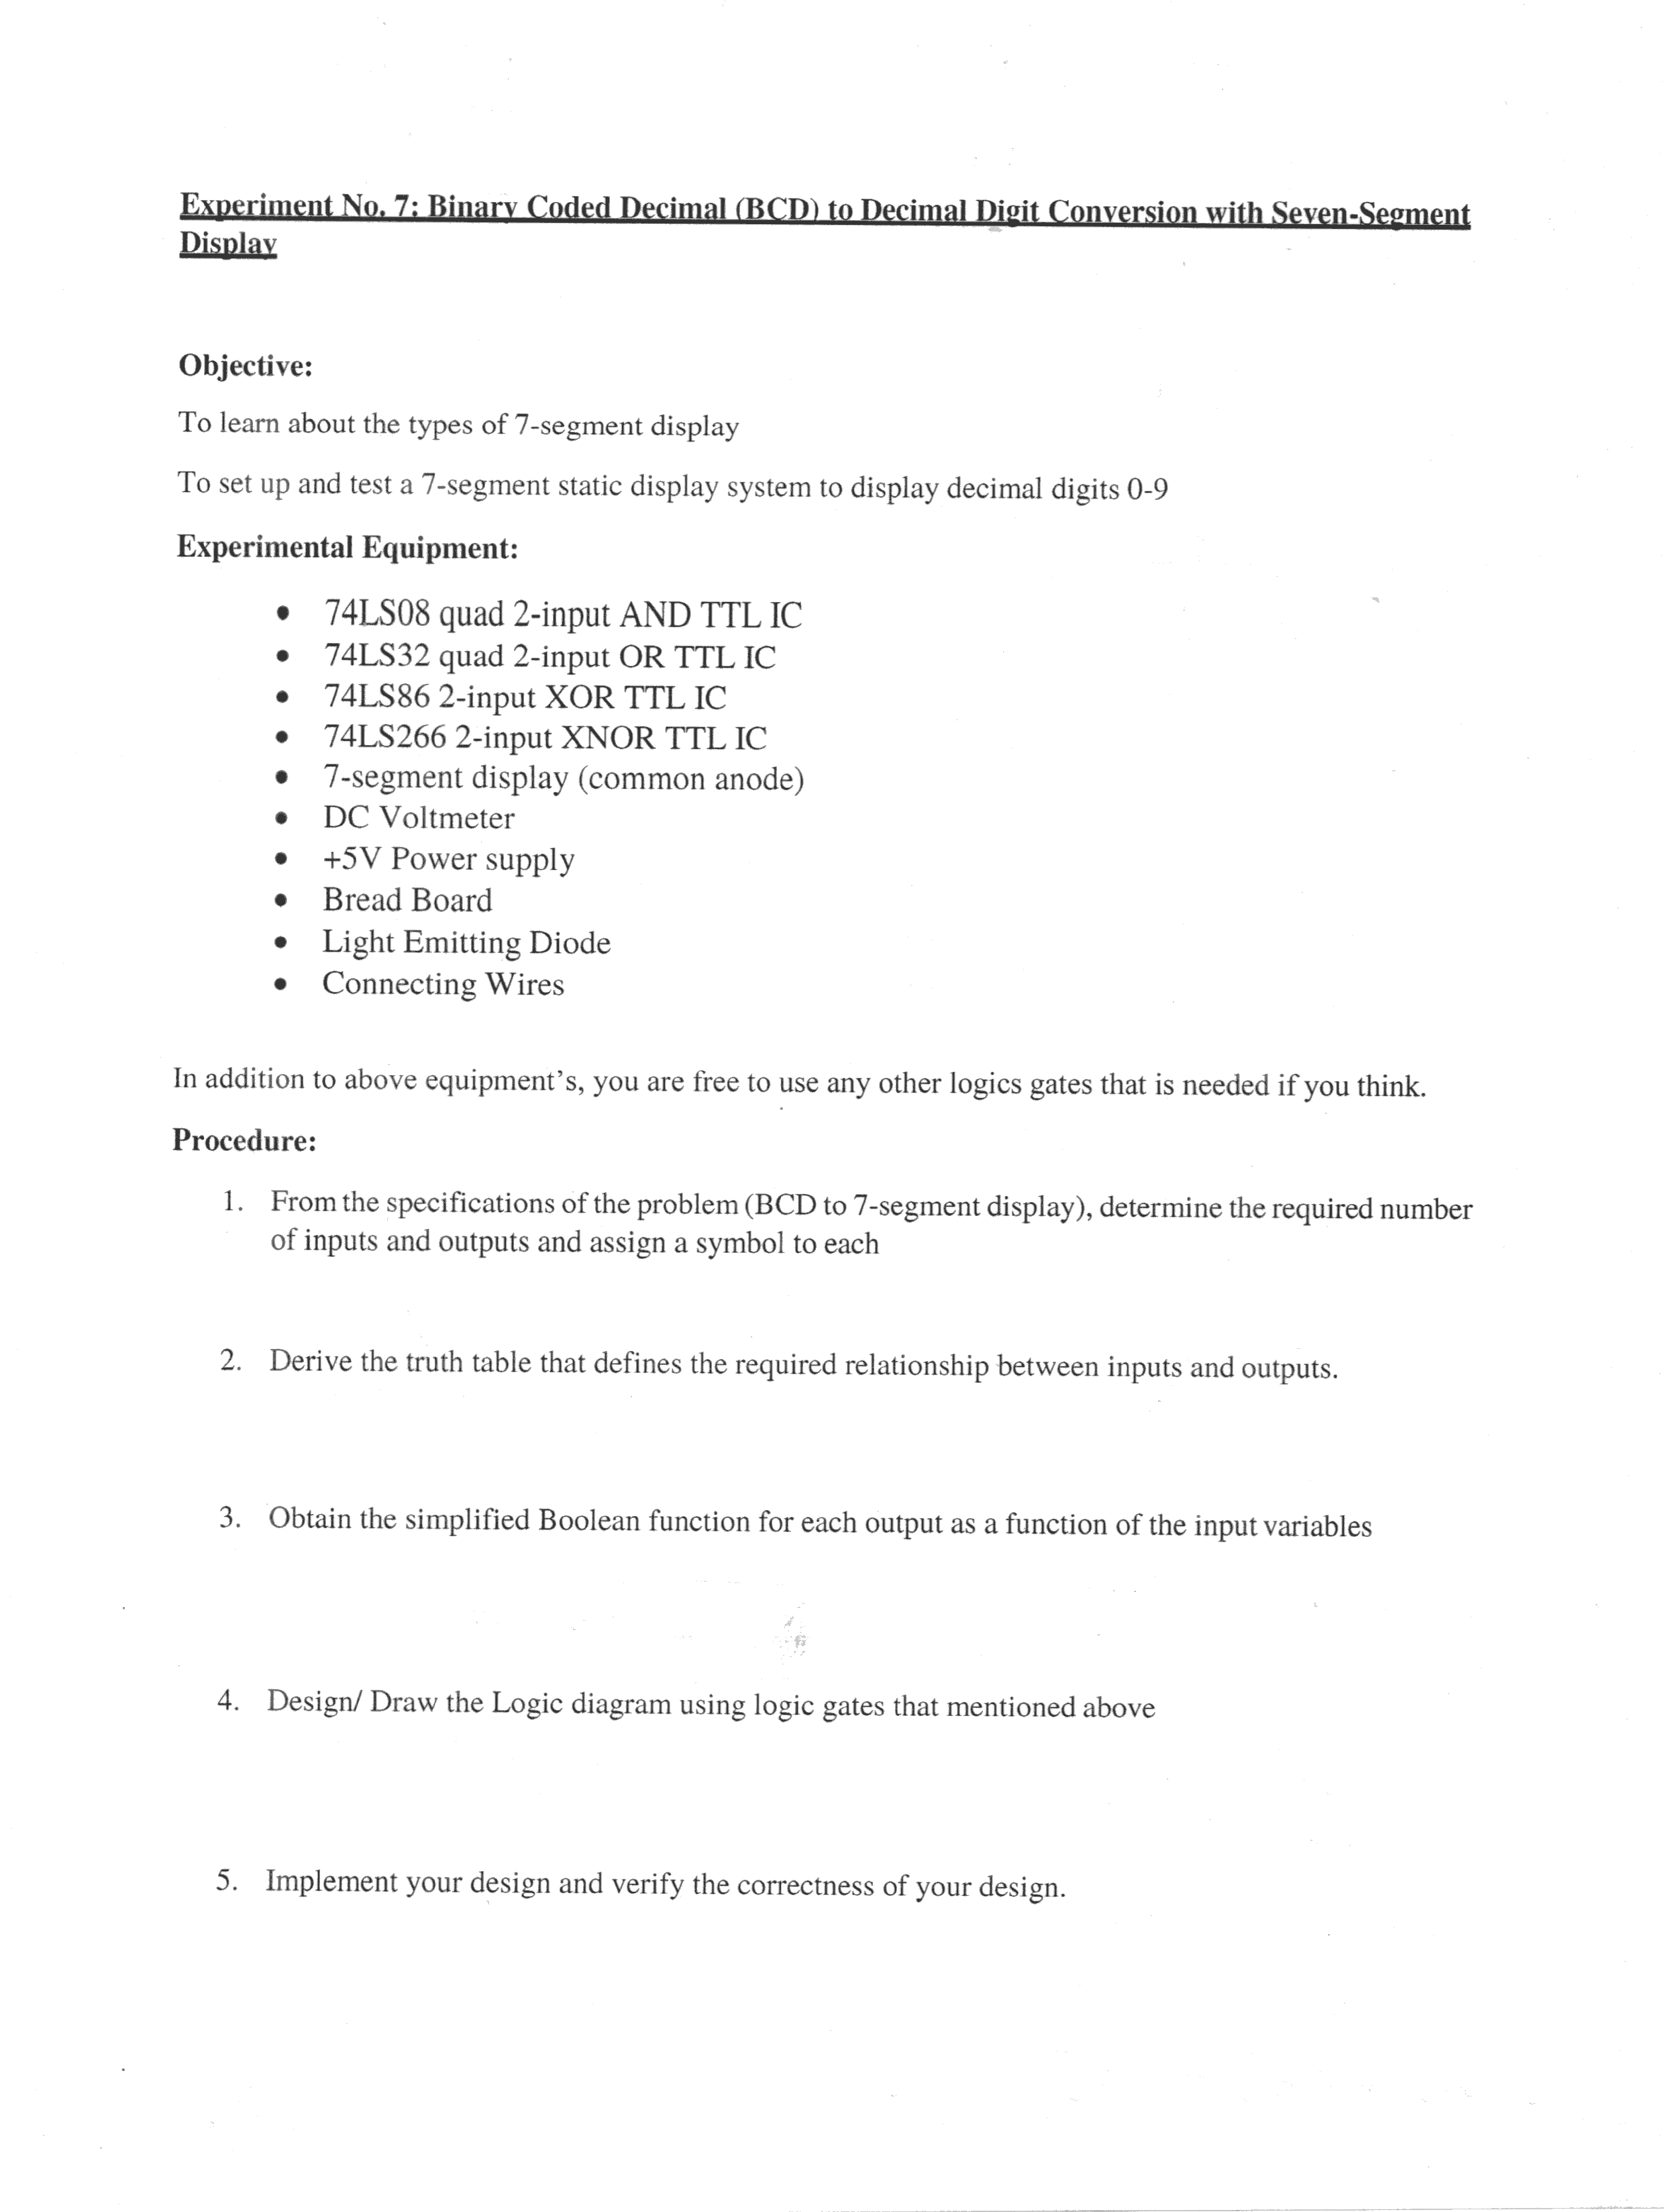 Experiment No. 7: Binary Coded Decimal (BCD) to Decimal Digit Conversion with Seven-Segment
Display
Objective:
To learn about the types of 7-segment display
To set up and test a 7-segment static display system to display decimal digits 0-9
Experimental Equipment:
• 74LS08 quad 2-input AND TTL IC
• 74LS32 quad 2-input OR TTL IC
• 74LS86 2-input XOR TTL IC
• 74LS266 2-input XNOR TTL IC
• 7-segment display (common anode)
• DC Voltmeter
• +5V Power supply
• Bread Board
• Light Emitting Diode
• Connecting Wires
In addition to above equipment's, you are free to use any other logics gates that is needed if you think.
Procedure:
1. From the specifications of the problem (BCD to 7-segment display), determine the required number
of inputs and outputs and assign a symbol to each
2. Derive the truth table that defines the required relationship between inputs and outputs.
3. Obtain the simplified Boolean function for each output as a function of the input variables
4. Design/ Draw the Logic diagram using logic gates that mentioned above
5. Implement your design and verify the correctness of your design.